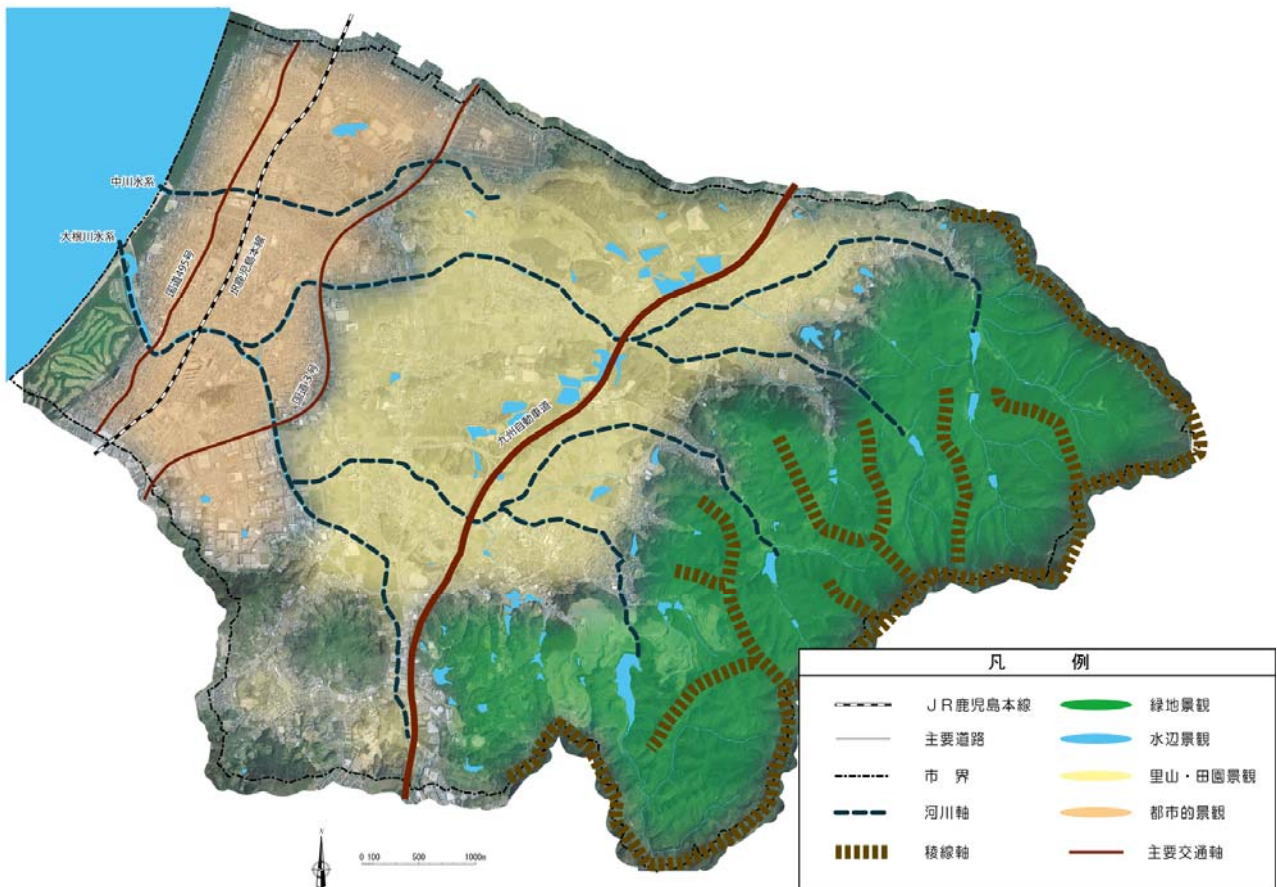 中川水系
大根川水系
国道495号
JR鹿児島本線
国道3号
九州自動車道
N
0 100 500 1000m
凡 例
JR鹿児島本線
緑地景観
主要道路
水辺景観
市 界
里山・田園景観
河川軸
都市的景観
稜線軸
主要交通軸